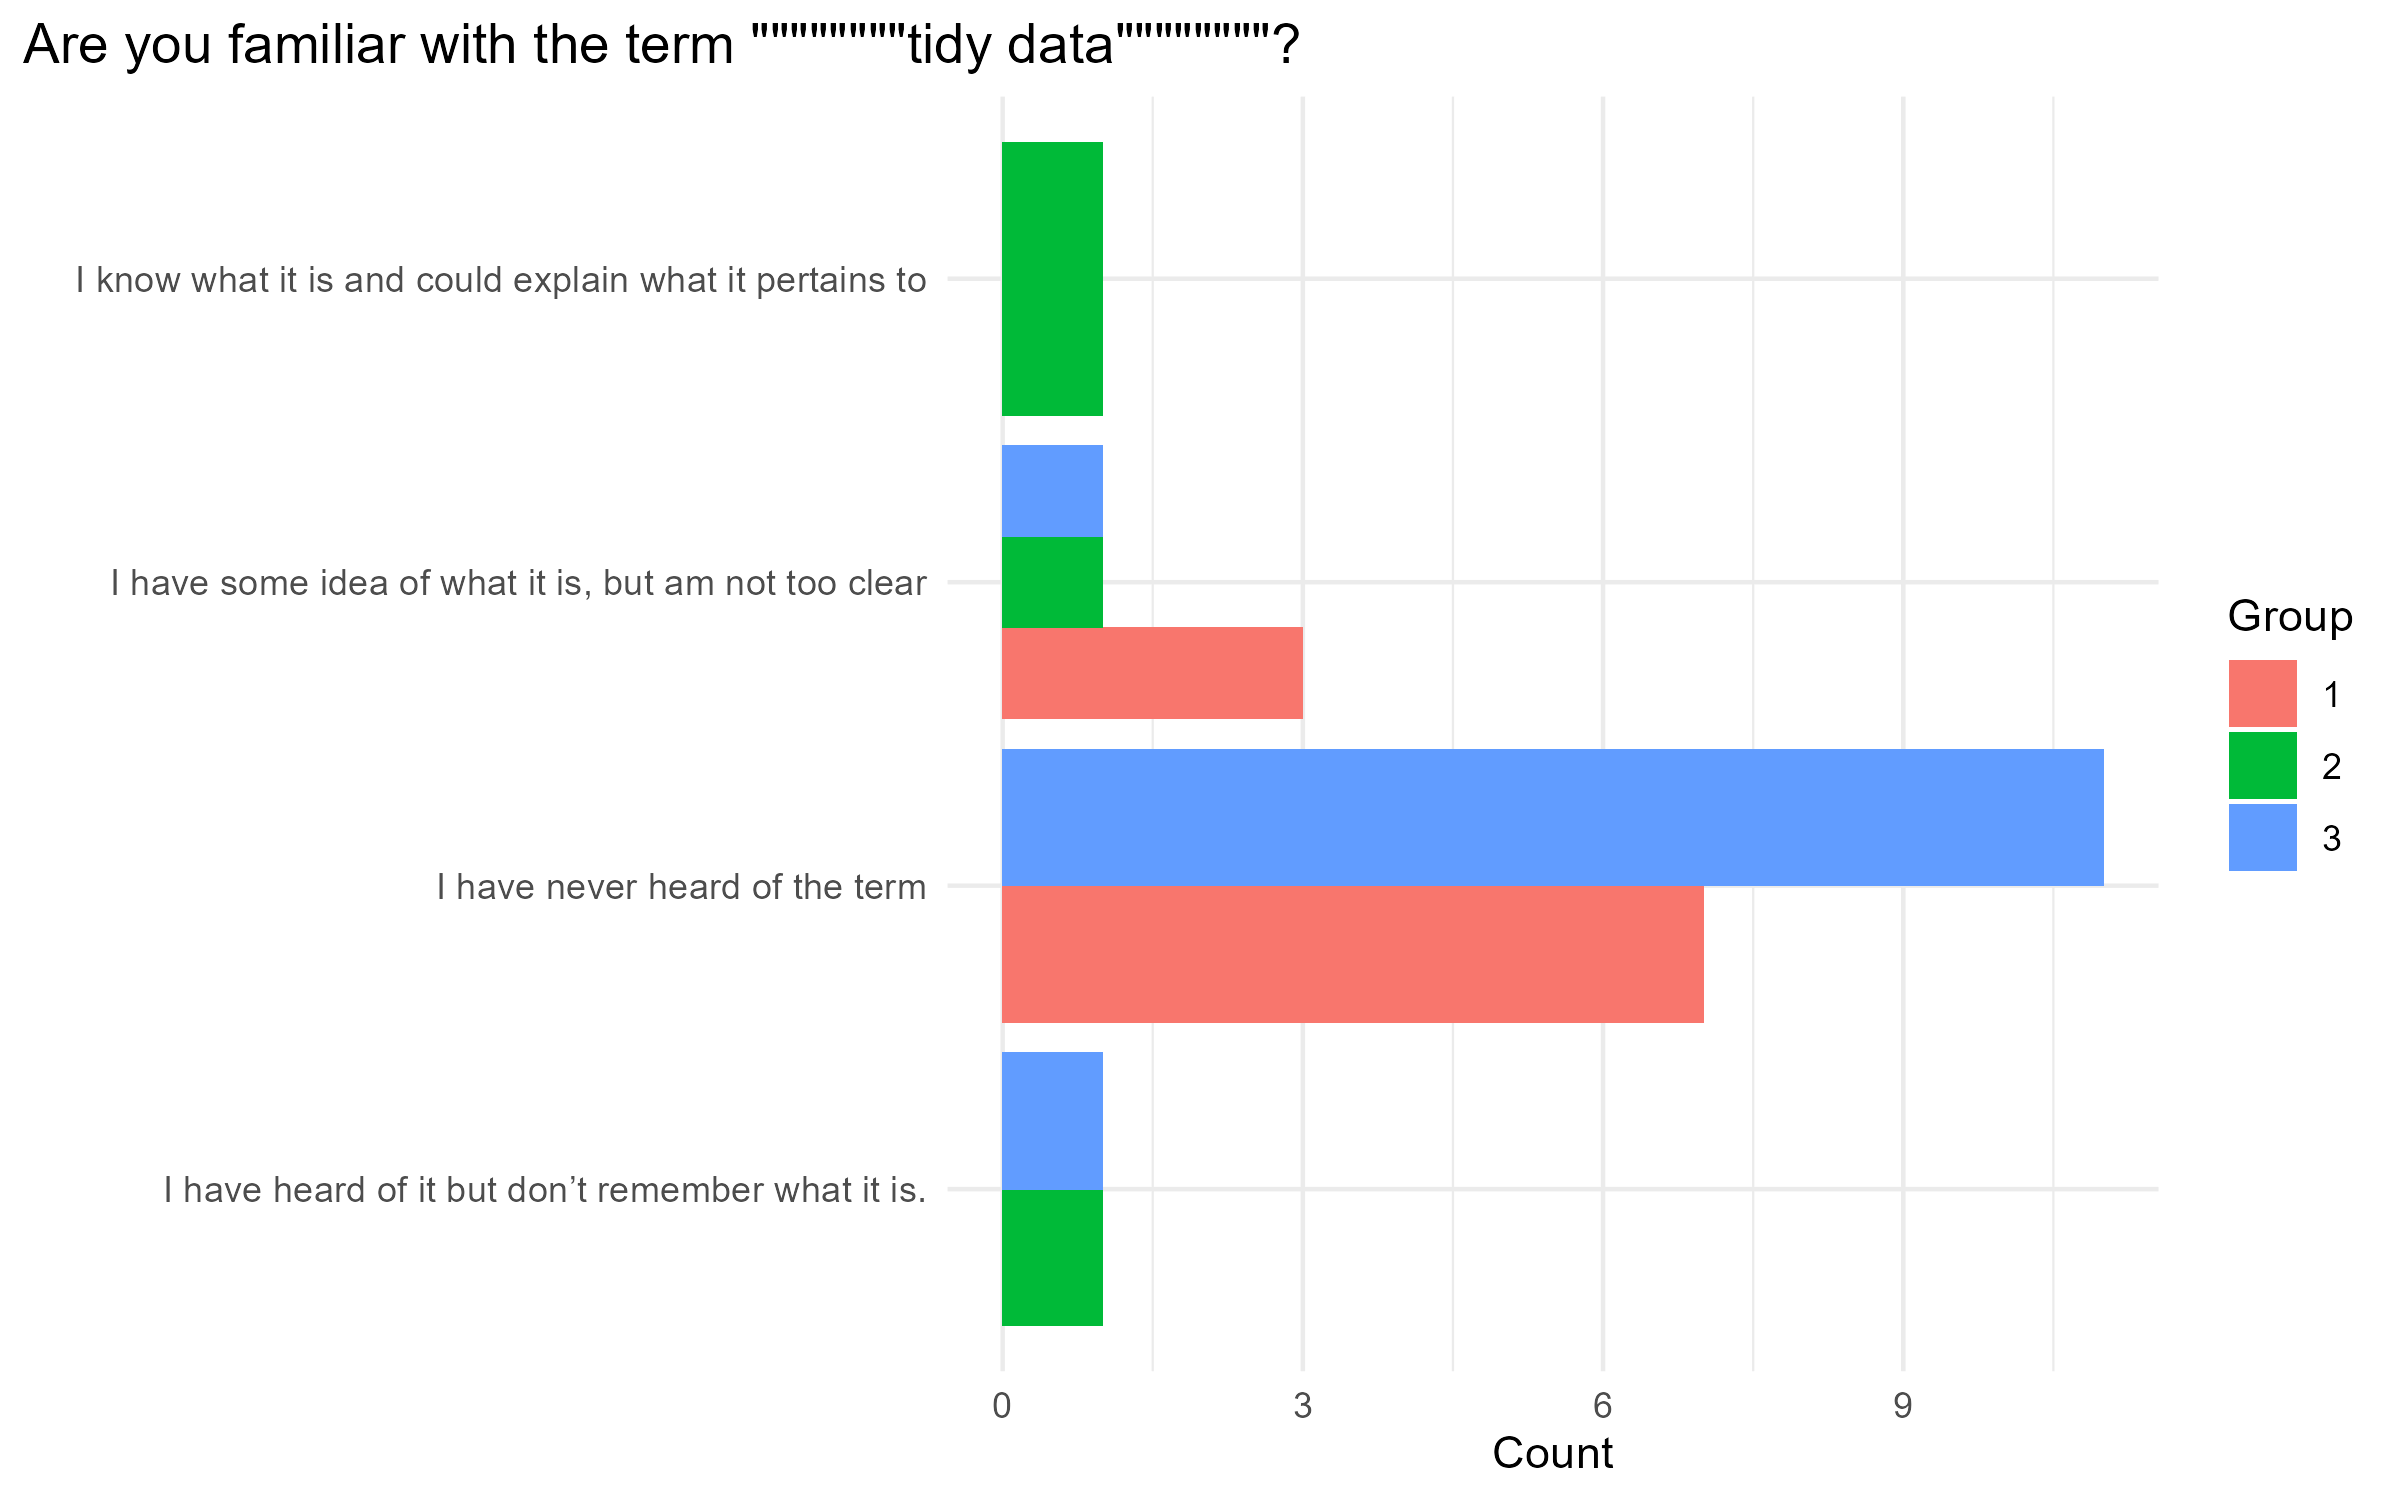 Are you familiar with the term """"""""tidy data""""""""?
I know what it is and could explain what it pertains to
I have some idea of what it is, but am not too clear
I have never heard of the term
I have heard of it but don’t remember what it is.
0 3 6 9
Count
Group
1
2
3